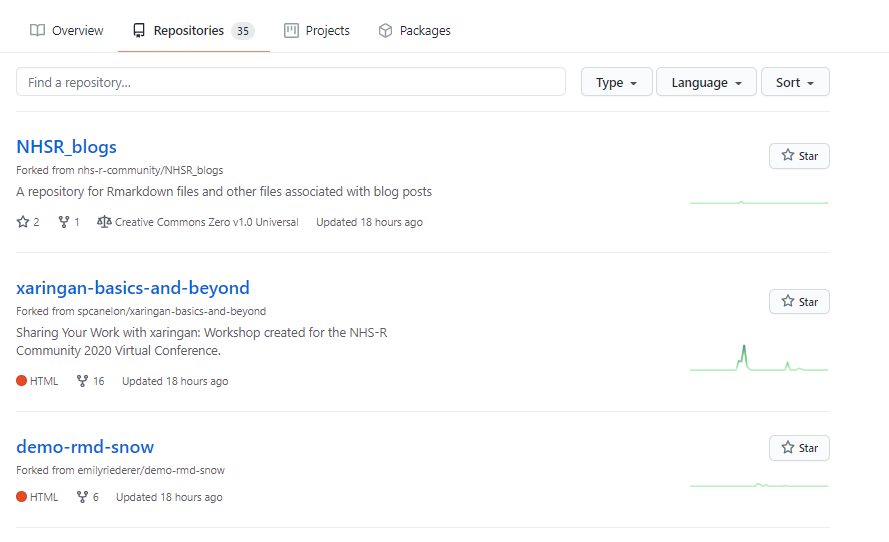 Overview Repositories 35 Projects Packages
Find a repository... Type Language Sort
NHSR_blogs
Star
Forked from nhs-r-community/NHSR_blogs
A repository for Rmarkdown files and other files associated with blog posts
2 1 Creative Commons Zero v1.0 Universal Updated 18 hours ago
xaringan-basics-and-beyond
Star
Forked from spcanelon/xaringan-basics-and-beyond
Sharing Your Work with xaringan: Workshop created for the NHS-R
Community 2020 Virtual Conference.
HTML 16 Updated 18 hours ago
demo-rmd-snow
Star
Forked from emilyriederer/demo-rmd-snow
HTML 6 Updated 18 hours ago